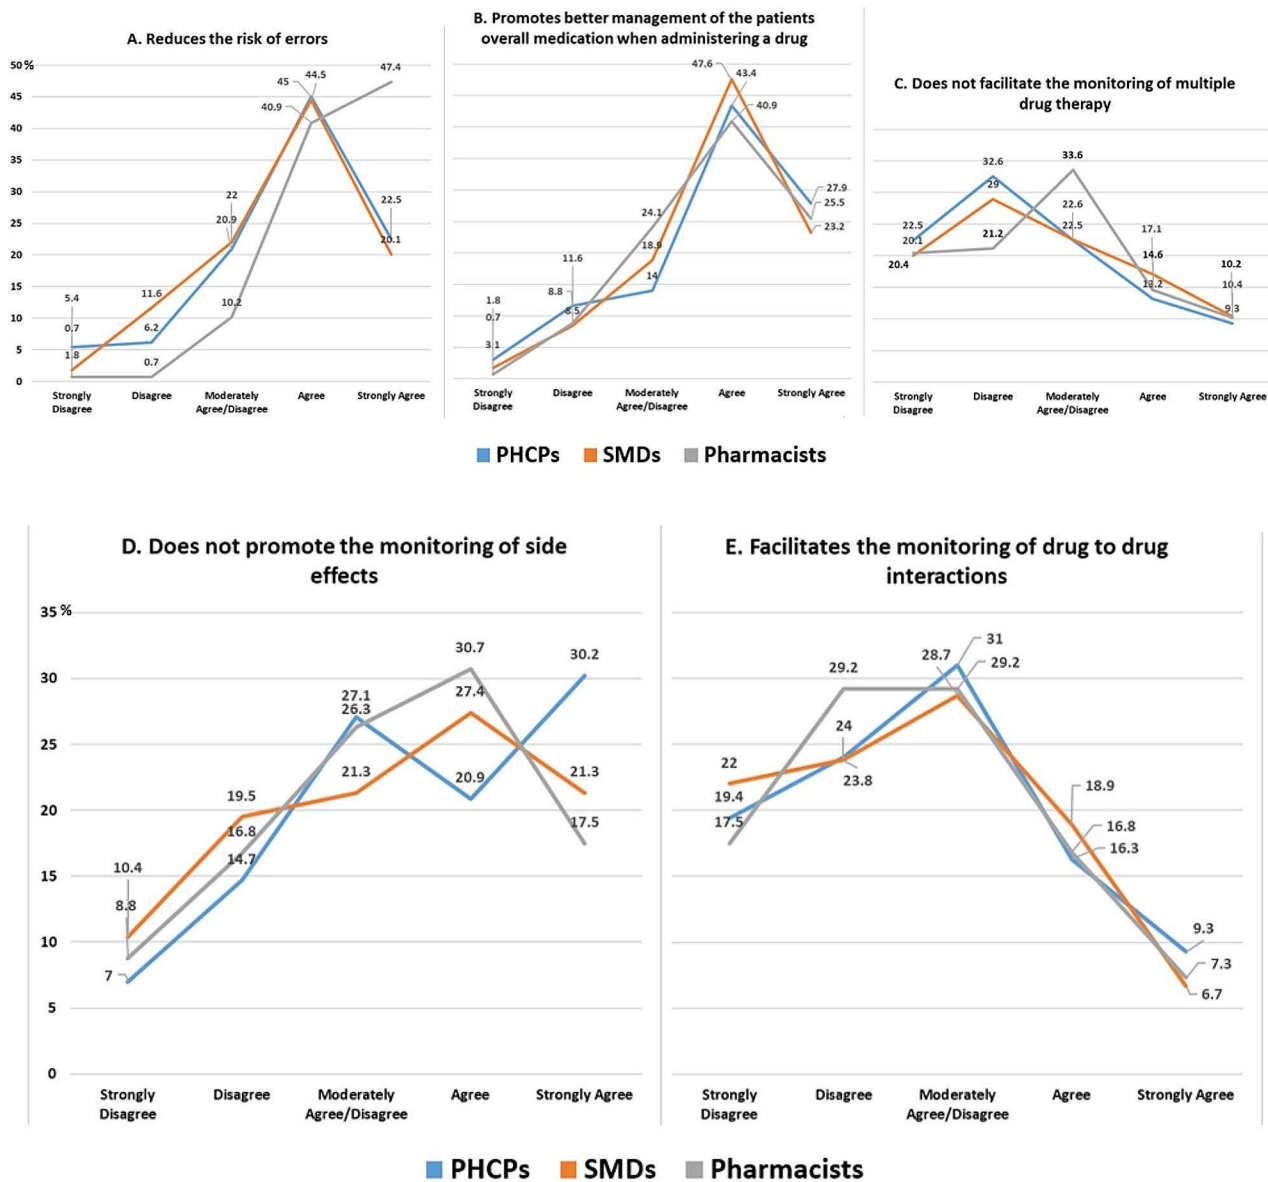 A. Reduces the risk of errors
50%
45
40
35
30
25
20
15
10
5
0
5.4
0.7
1.8
11.6
6.2
0.7
22
20.9
10.2
45
44.5
40.9
47.4
22.5
20.1
Strongly
Disagree
Disagree
Moderately
Agree/Disagree
Agree
Strongly Agree
B. Promotes better management of the patients
overall medication when administering a drug
1.8
0.7
3.1
11.6
8.8
8.5
24.1
18.9
14
47.6
43.4
40.9
27.9
25.5
23.2
Strongly
Disagree
Disagree
Moderately
Agree/Disagree
Agree
Strongly Agree
C. Does not facilitate the monitoring of multiple
drug therapy
22.5
20.1
20.4
32.6
29
21.2
33.6
22.6
22.5
17.1
14.6
13.2
10.2
10.4
9.3
Strongly
Disagree
Disagree
Moderately
Agree/Disagree
Agree
Strongly Agree
PHCPs SMDs Pharmacists
D. Does not promote the monitoring of side
effects
35 %
30
25
20
15
10
5
0
10.4
8.8
7
19.5
16.8
14.7
27.1
26.3
21.3
30.7
27.4
20.9
30.2
21.3
17.5
Strongly
Disagree
Disagree
Moderately
Agree/Disagree
Agree
Strongly Agree
E. Facilitates the monitoring of drug to drug
interactions
22
19.4
17.5
29.2
24
23.8
28.7
31
29.2
18.9
16.8
16.3
9.3
7.3
6.7
Strongly
Disagree
Disagree
Moderately
Agree/Disagree
Agree
Strongly Agree
PHCPs SMDs Pharmacists